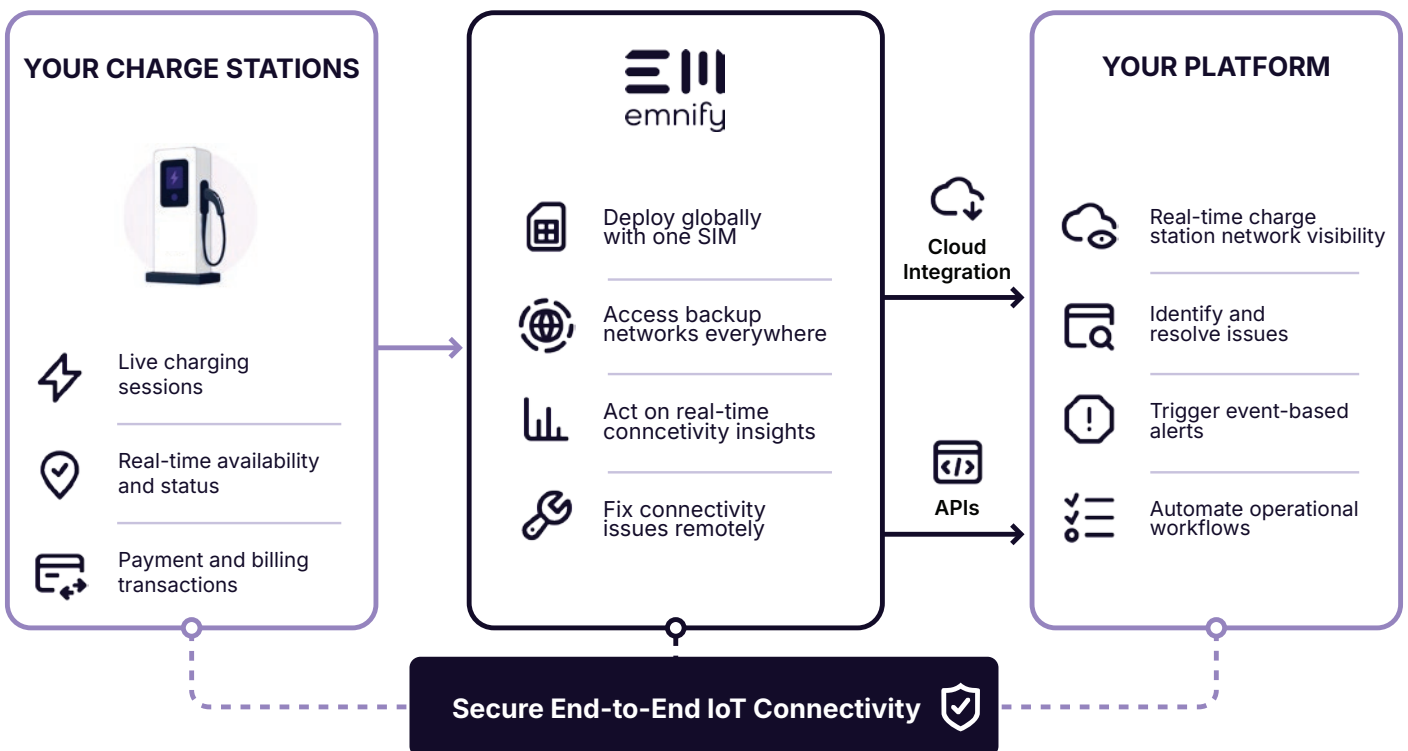 YOUR CHARGE STATIONS
Live charging
sessions
Real-time availability
and status
Payment and billing
transactions
emnify
Deploy globally
with one SIM
Access backup
networks everywhere
Act on real-time
conncetivity insights
Fix connectivity
issues remotely
Cloud
Integration
</>
APIs
YOUR PLATFORM
Real-time charge
station network visibility
Identify and
resolve issues
Trigger event-based
alerts
Automate operational
workflows
Secure End-to-End IoT Connectivity